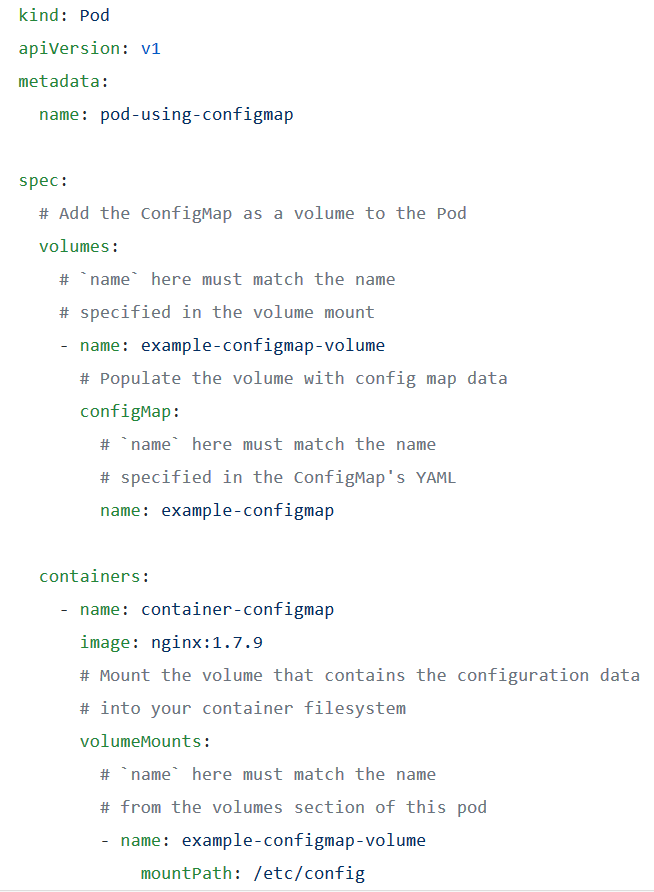 kind: Pod
apiVersion: v1
metadata:
  name: pod-using-configmap

spec:
  # Add the ConfigMap as a volume to the Pod
  volumes:
    # `name` here must match the name
    # specified in the volume mount
    - name: example-configmap-volume
      # Populate the volume with config map data
      configMap:
        # `name` here must match the name
        # specified in the ConfigMap's YAML
        name: example-configmap

  containers:
    - name: container-configmap
      image: nginx:1.7.9
      # Mount the volume that contains the configuration data
      # into your container filesystem
      volumeMounts:
        # `name` here must match the name
        # from the volumes section of this pod
        - name: example-configmap-volume
            mountPath: /etc/config